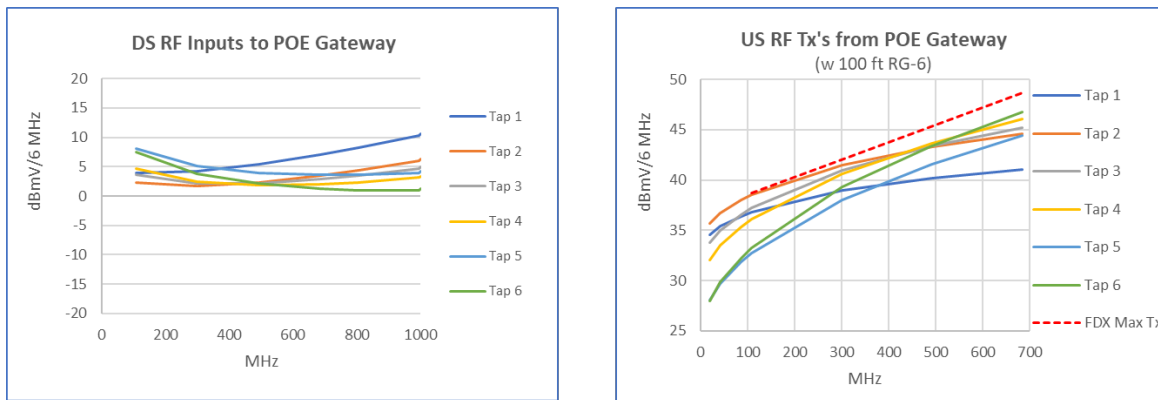 DS RF Inputs to POE Gateway
20
15
10
5
0
-5
-10
-15
-20
dBmV/6 MHz
0 200 400 600 800 1000
MHz
Tap 1
Tap 2
Tap 3
Tap 4
Tap 5
Tap 6
US RF Tx's from POE Gateway
(w 100 ft RG-6)
50
45
40
35
30
25
dBmV/6 MHz
0 100 200 300 400 500 600 700
MHz
Tap 1
Tap 2
Tap 3
Tap 4
Tap 5
Tap 6
FDX Max Tx